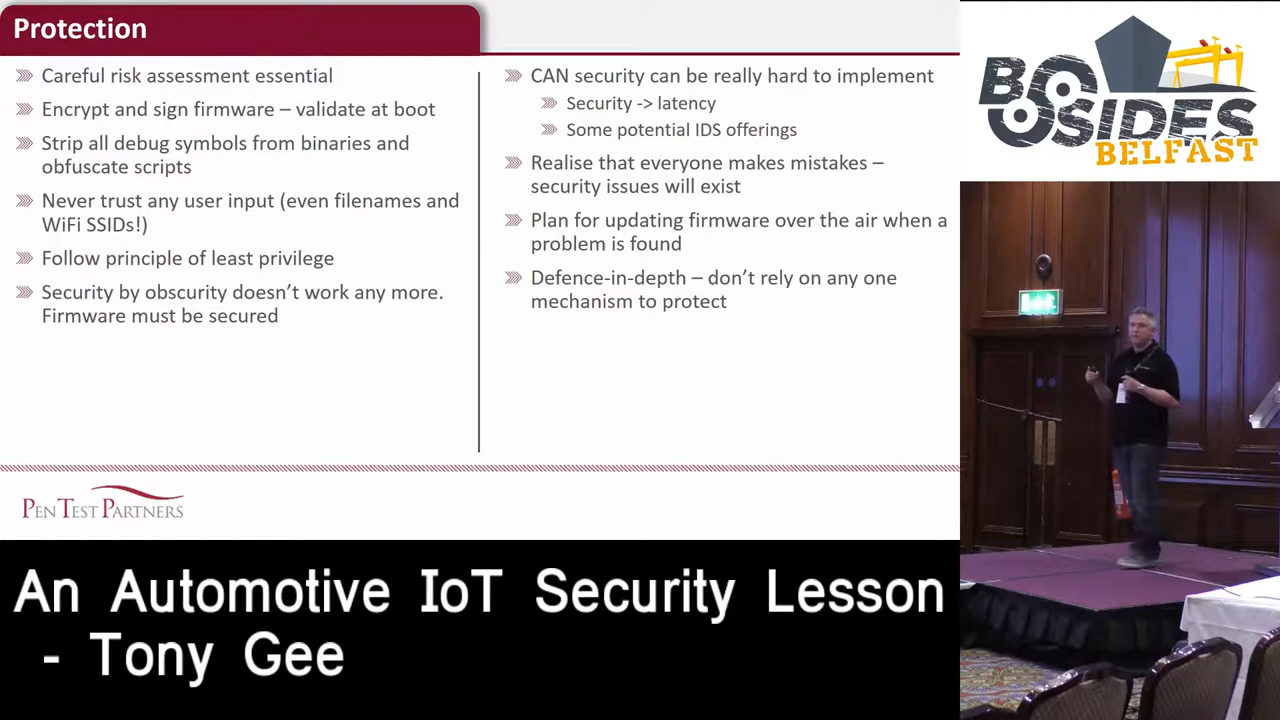 Protection
Careful risk assessment essential
Encrypt and sign firmware – validate at boot
Strip all debug symbols from binaries and
obfuscate scripts
Never trust any user input (even filenames and
WiFi SSIDs!)
Follow principle of least privilege
Security by obscurity doesn’t work any more.
Firmware must be secured
CAN security can be really hard to implement
Security -> latency
Some potential IDS offerings
Realise that everyone makes mistakes –
security issues will exist
Plan for updating firmware over the air when a
problem is found
Defence-in-depth – don’t rely on any one
mechanism to protect
PEN TEST PARTNERS
BSIDES
BELFAST
An Automotive IoT Security Lesson
- Tony Gee